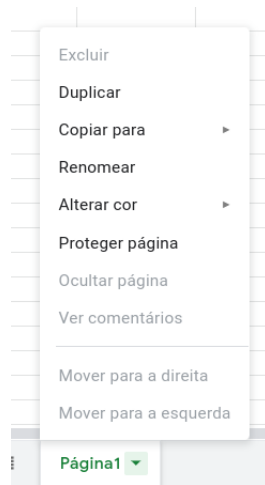 Excluir
Duplicar
Copiar para
Renomear
Alterar cor
Proteger página
Ocultar página
Ver comentários
Mover para a direita
Mover para a esquerda
Página1